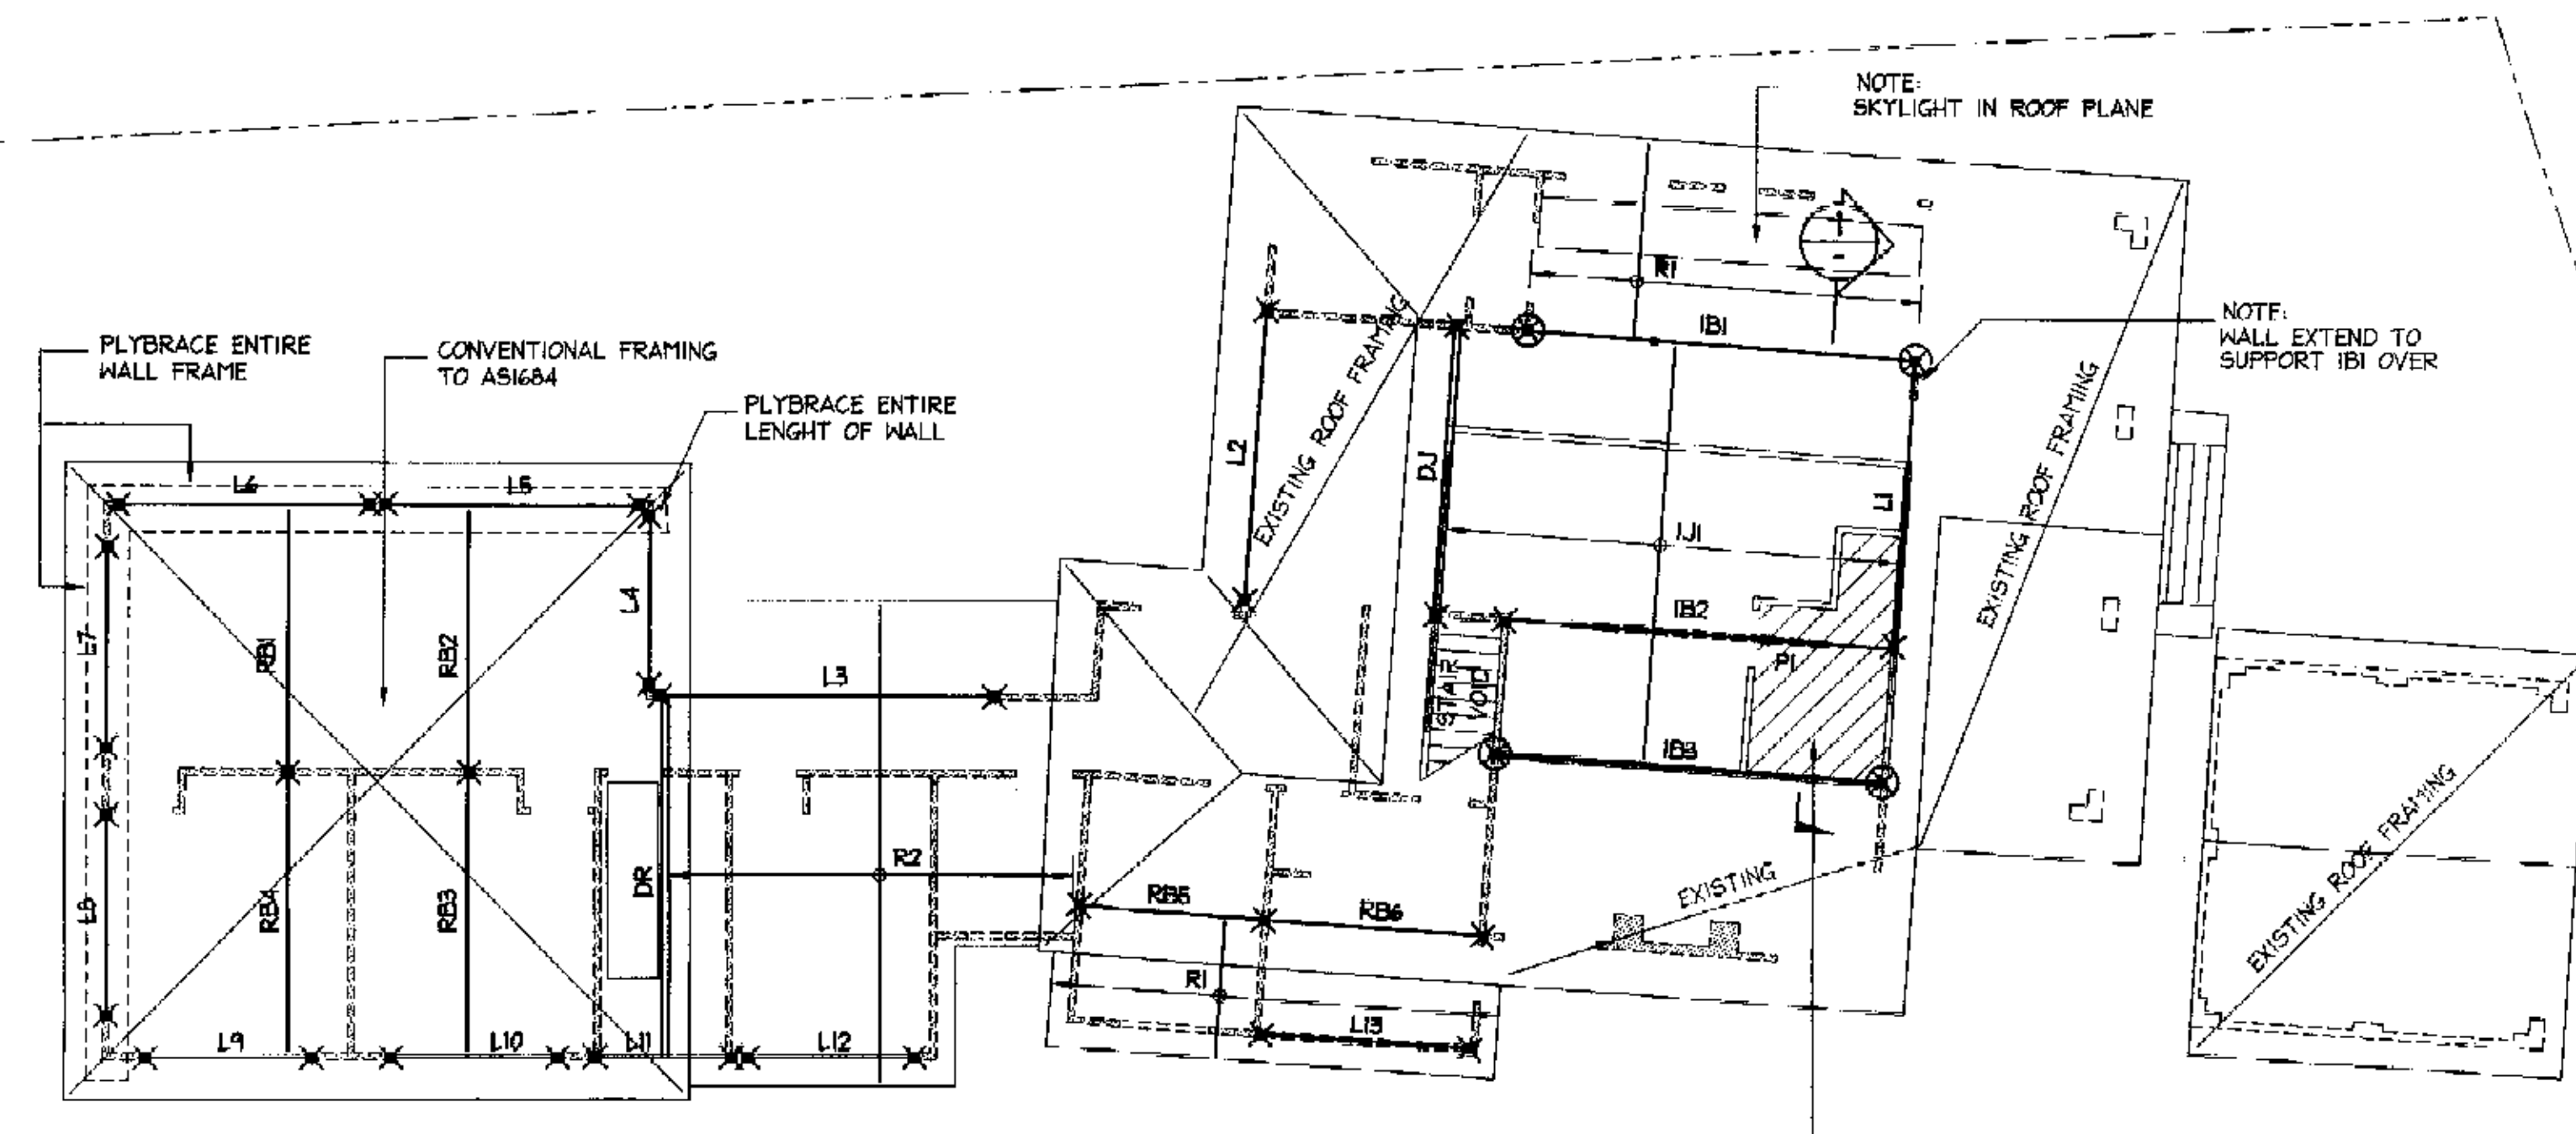 NOTE:
SKYLIGHT IN ROOF PLANE
R1
IB1
NOTE:
WALL EXTEND TO
SUPPORT IB1 OVER
PLYBRACE ENTIRE
WALL FRAME
CONVENTIONAL FRAMING
TO AS1684
PLYBRACE ENTIRE
LENGHT OF WALL
L2
EXISTING ROOF FRAMING
DJ
L1
IJ1
EXISTING ROOF FRAMING
L6
L5
L4
L7
RB1
RB2
L3
IB2
P1
STAIR
VOID
IB3
R2
DR
L8
RB4
RB3
RB5
RB6
EXISTING
EXISTING ROOF FRAMING
R1
L9
L10
L11
L12
L13